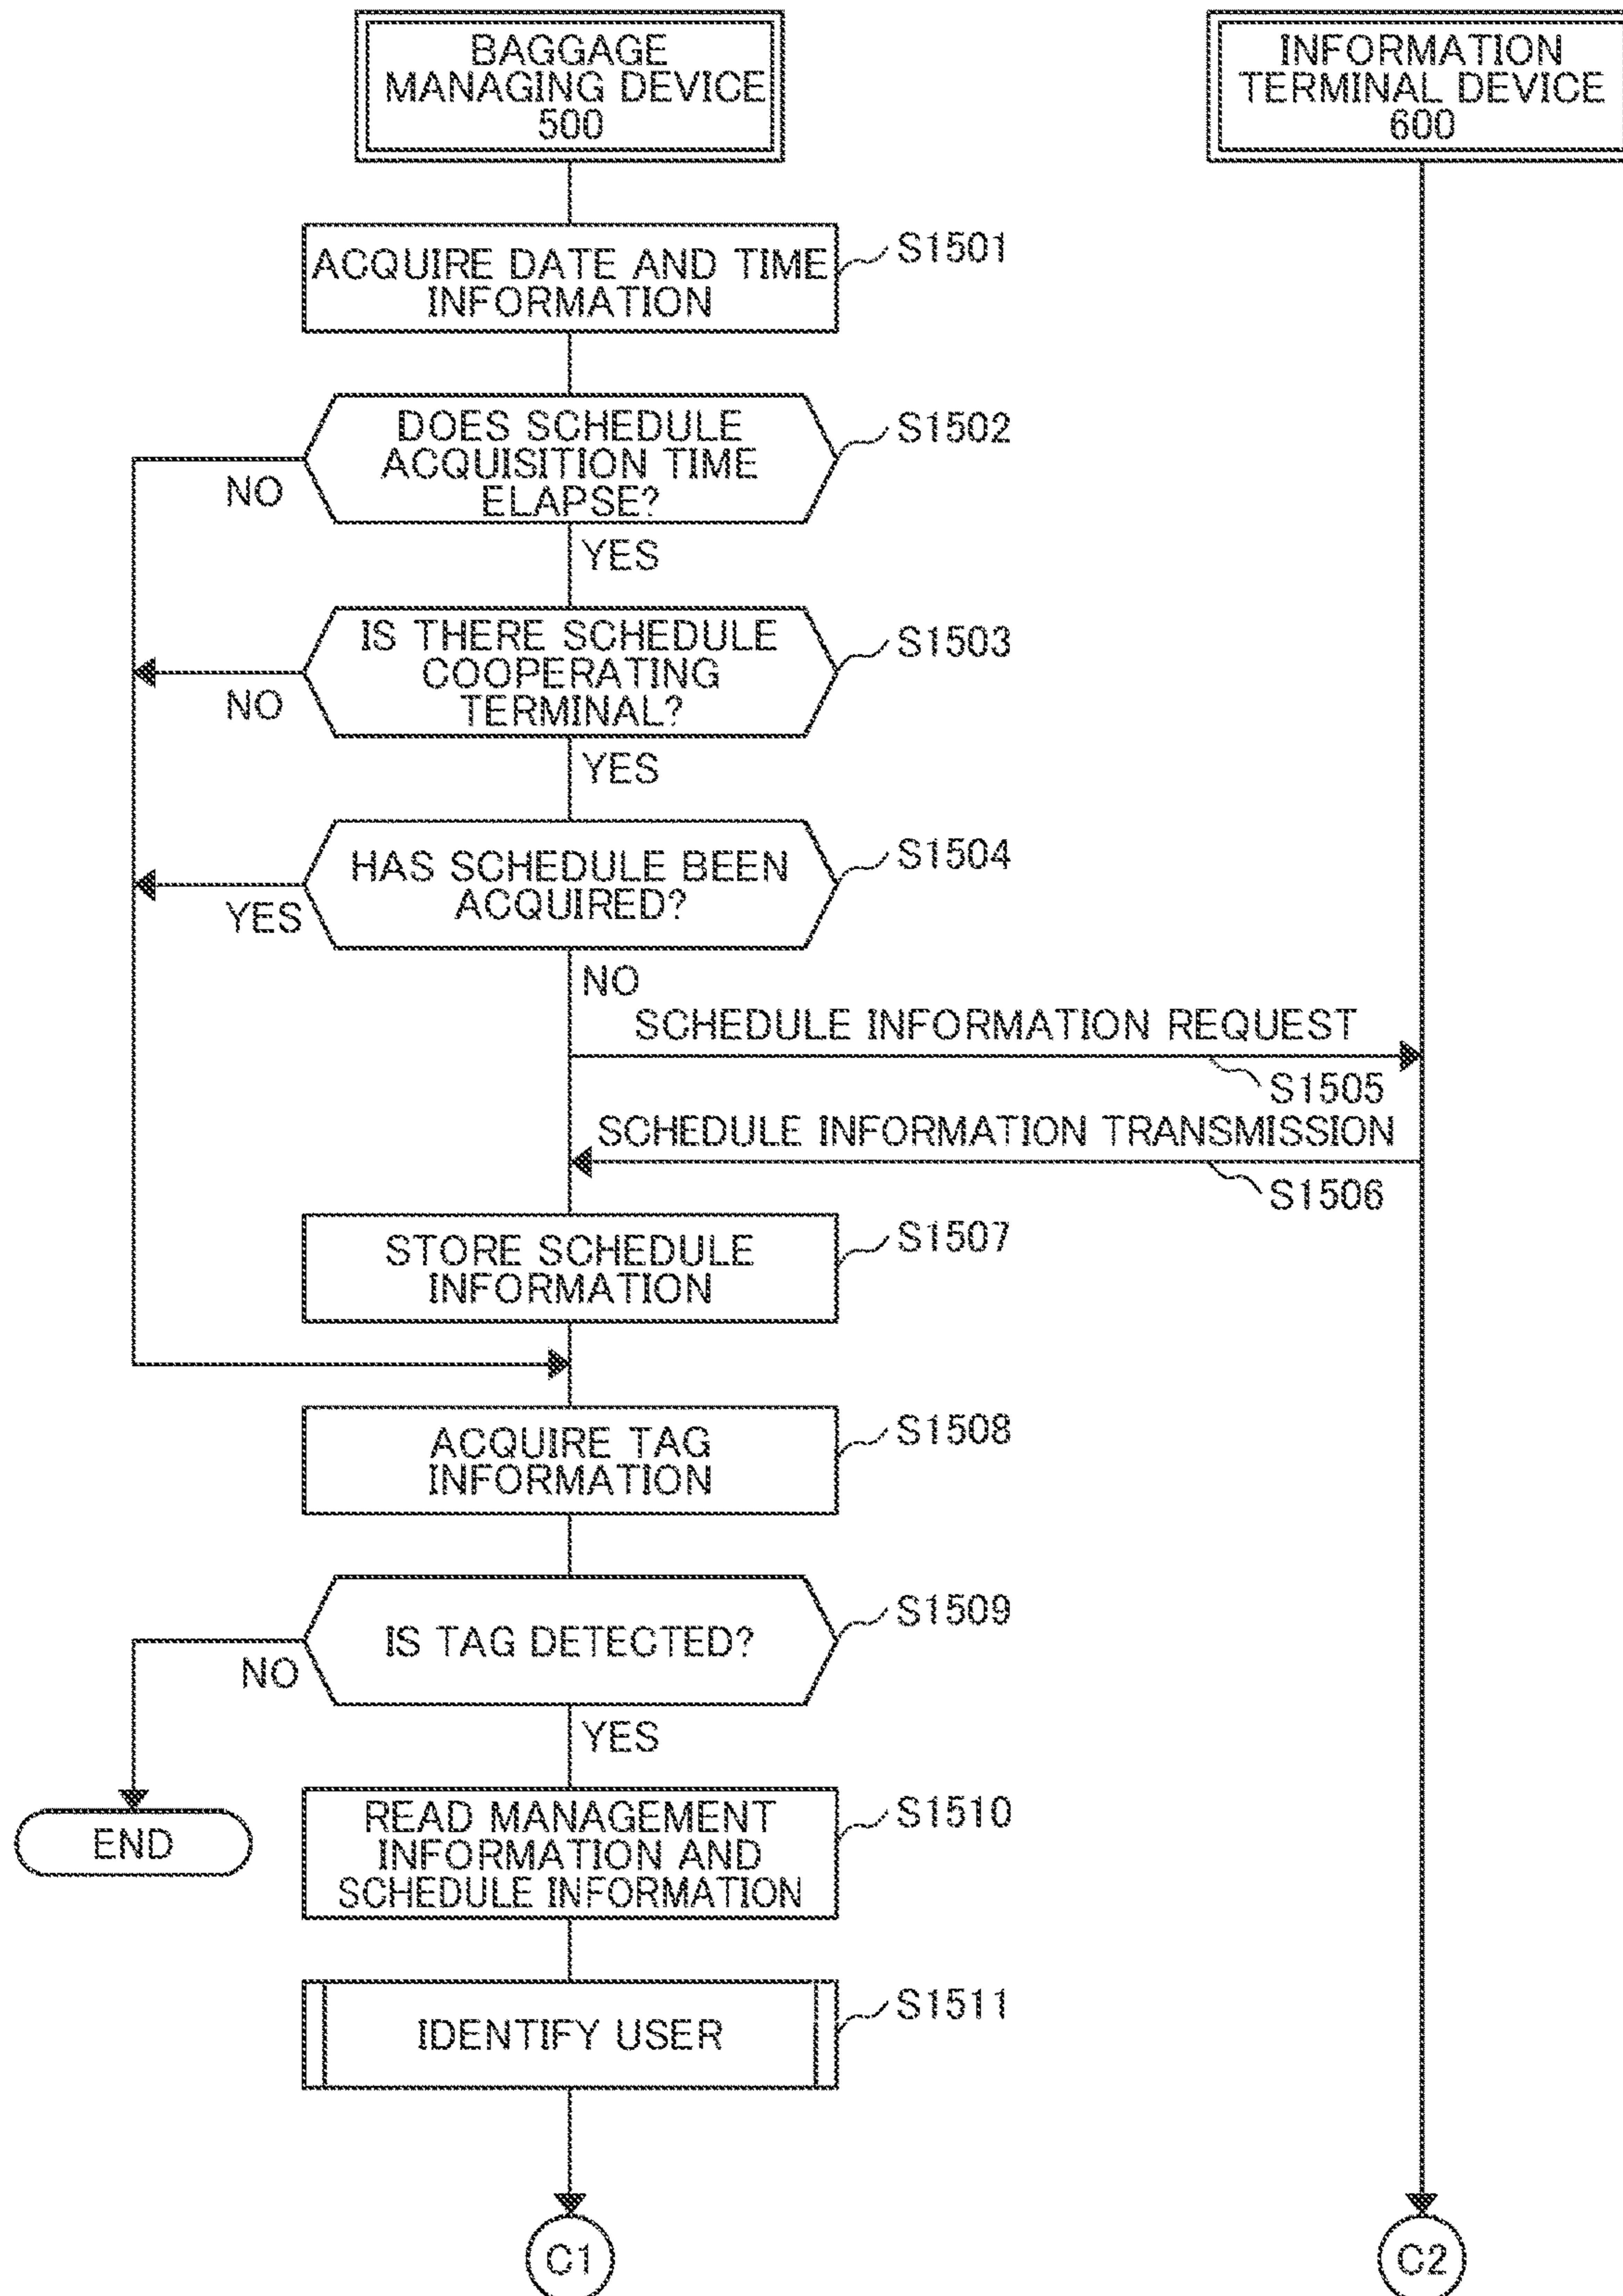 BAGGAGE
MANAGING DEVICE
500
INFORMATION
TERMINAL DEVICE
600
ACQUIRE DATE AND TIME
INFORMATION
S1501
DOES SCHEDULE
ACQUISITION TIME
ELAPSE?
S1502
NO
YES
IS THERE SCHEDULE
COOPERATING
TERMINAL?
S1503
NO
YES
HAS SCHEDULE BEEN
ACQUIRED?
S1504
YES
NO
SCHEDULE INFORMATION REQUEST
S1505
SCHEDULE INFORMATION TRANSMISSION
S1506
STORE SCHEDULE
INFORMATION
S1507
ACQUIRE TAG
INFORMATION
S1508
IS TAG DETECTED?
S1509
NO
YES
END
READ MANAGEMENT
INFORMATION AND
SCHEDULE INFORMATION
S1510
IDENTIFY USER
S1511
C1
C2